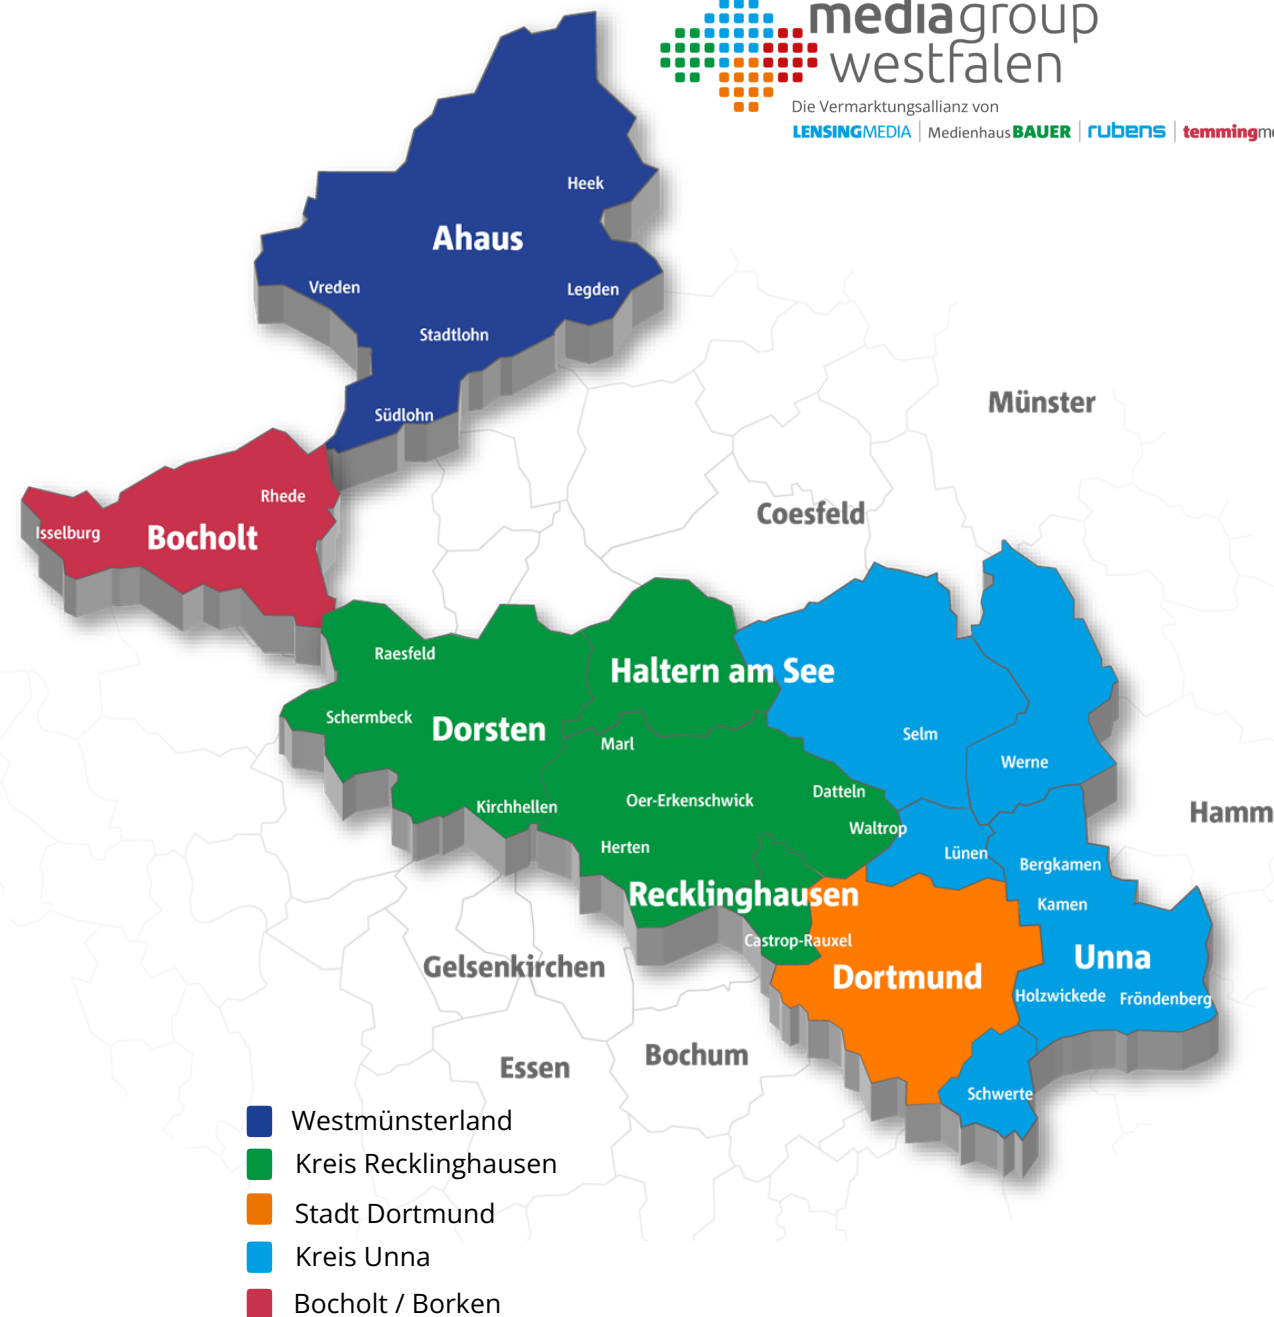 mediagroup
westfalen
Die Vermarktungsallianz von
LENSINGMEDIA | Medienhaus BAUER | rubens | temmingme
Heek
Ahaus
Vreden
Legden
Stadtlohn
Südlohn
Münster
Rhede
Isselburg
Bocholt
Coesfeld
Raesfeld
Haltern am See
Schermbeck
Dorsten
Marl
Selm
Werne
Kirchhellen
Oer-Erkenschwick
Datteln
Hamm
Waltrop
Herten
Lünen
Bergkamen
Recklinghausen
Kamen
Castrop-Rauxel
Unna
Gelsenkirchen
Dortmund
Holzwickede
Fröndenberg
Bochum
Essen
Schwerte
Westmünsterland
Kreis Recklinghausen
Stadt Dortmund
Kreis Unna
Bocholt / Borken